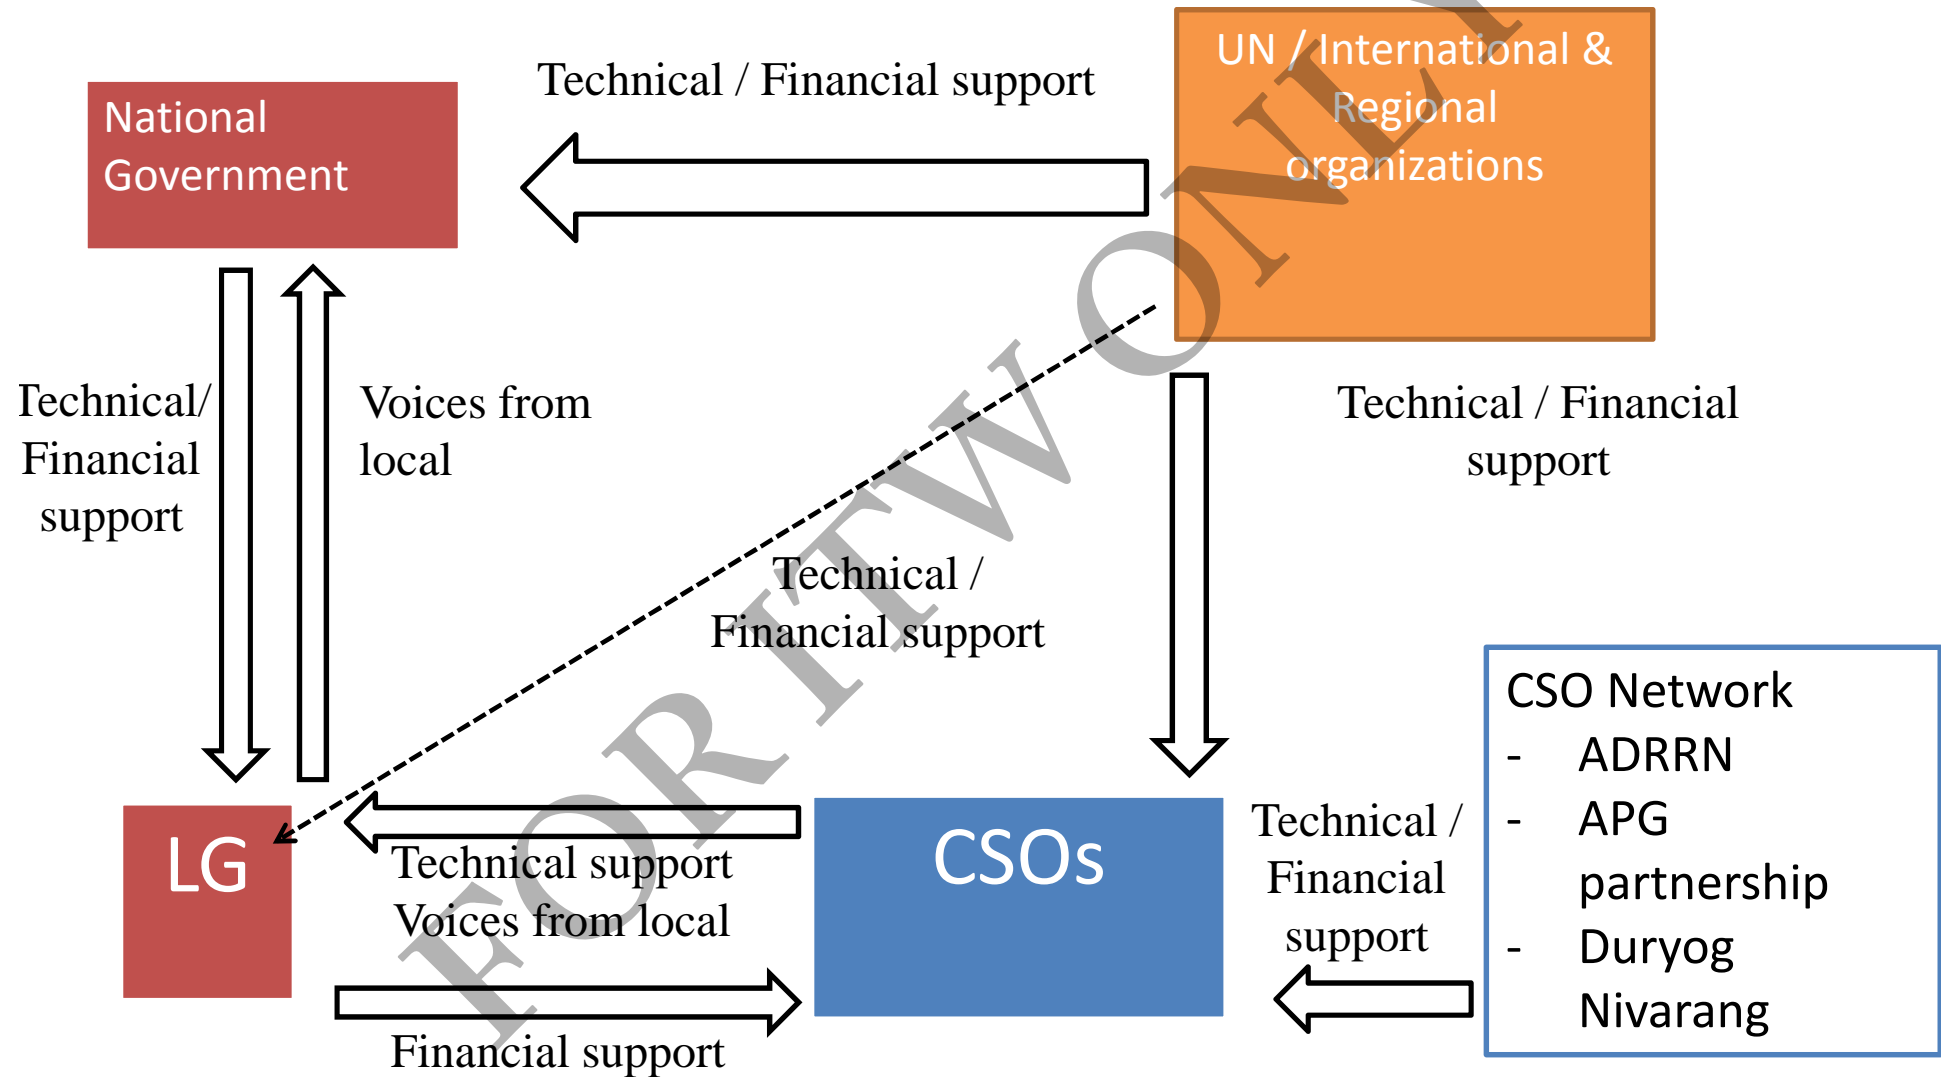 Technical / Financial support
UN / International &
Regional
organizations
National
Government
Technical/
Financial
support
Voices from
local
Technical / Financial
support
Technical /
Financial support
CSO Network
- ADRRN
- APG
partnership
- Duryog
Nivarang
LG
Technical support
Voices from local
CSOs
Technical /
Financial
support
Financial support
FOR ITW ONLY